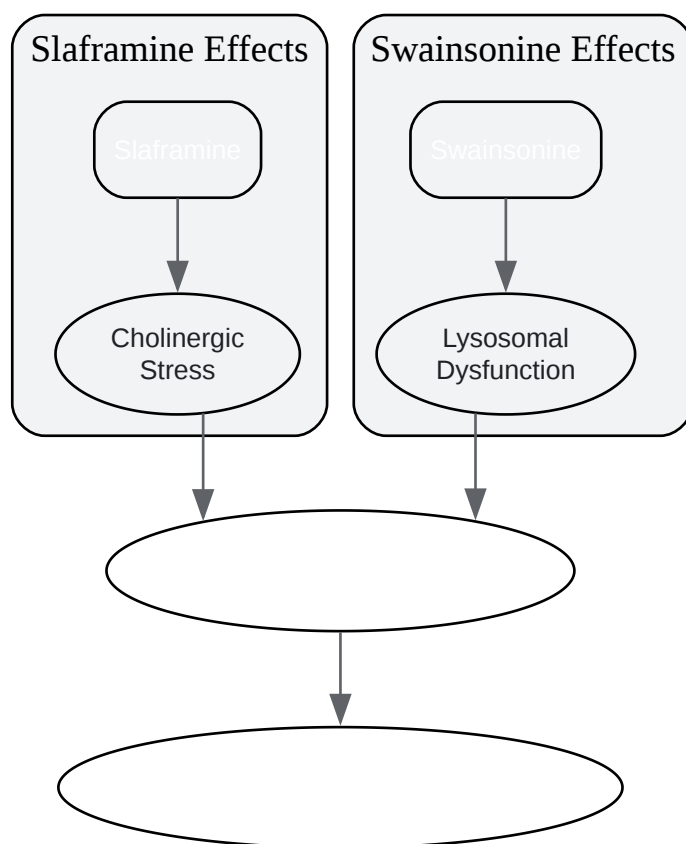 Slaframine Effects
Swainsonine Effects
Slaframine
Swainsonine
Cholinergic
Stress
Lysosomal
Dysfunction